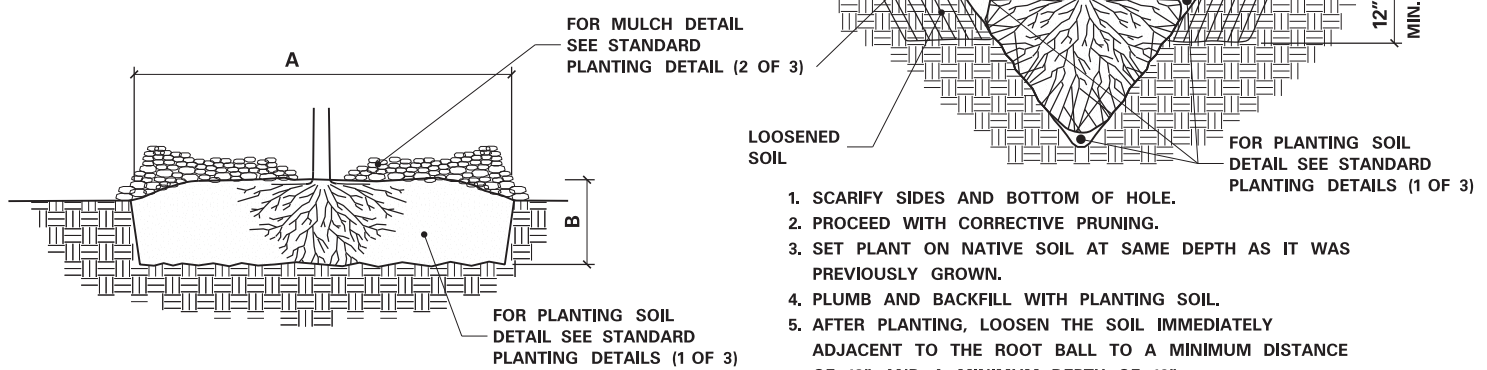 FOR MULCH DETAIL
SEE STANDARD
PLANTING DETAIL (2 OF 3)
A
B
FOR PLANTING SOIL
DETAIL SEE STANDARD
PLANTING DETAILS (1 OF 3)
12"
MIN.
LOOSENED
SOIL
FOR PLANTING SOIL
DETAIL SEE STANDARD
PLANTING DETAILS (1 OF 3)
1. SCARIFY SIDES AND BOTTOM OF HOLE.
2. PROCEED WITH CORRECTIVE PRUNING.
3. SET PLANT ON NATIVE SOIL AT SAME DEPTH AS IT WAS
PREVIOUSLY GROWN.
4. PLUMB AND BACKFILL WITH PLANTING SOIL.
5. AFTER PLANTING, LOOSEN THE SOIL IMMEDIATELY
ADJACENT TO THE ROOT BALL TO A MINIMUM DISTANCE